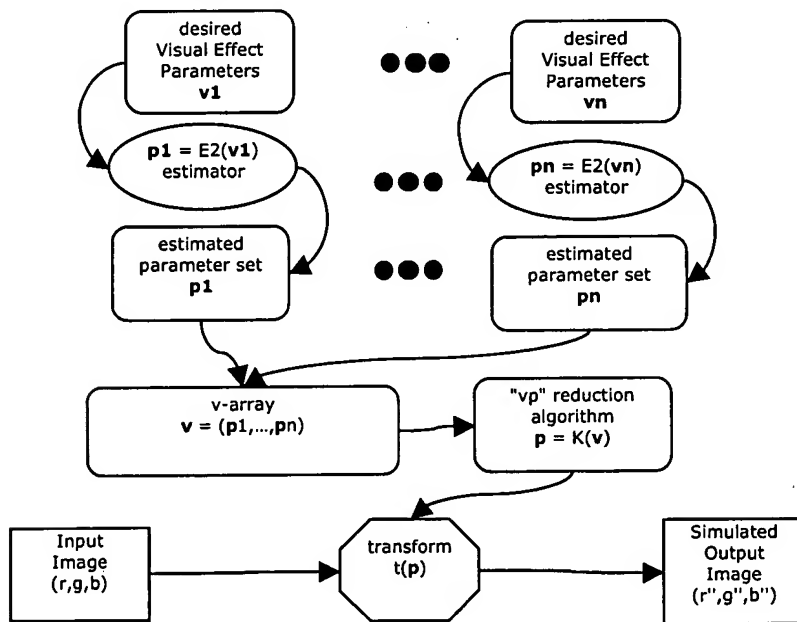 desired
Visual Effect
Parameters
v1
desired
Visual Effect
Parameters
vn
p1 = E2(v1)
estimator
pn = E2(vn)
estimator
estimated
parameter set
p1
estimated
parameter set
pn
v-array
v = (p1,...,pn)
"vp" reduction
algorithm
p = K(v)
Input
Image
(r,g,b)
transform
t(p)
Simulated
Output
Image
(r",g",b")